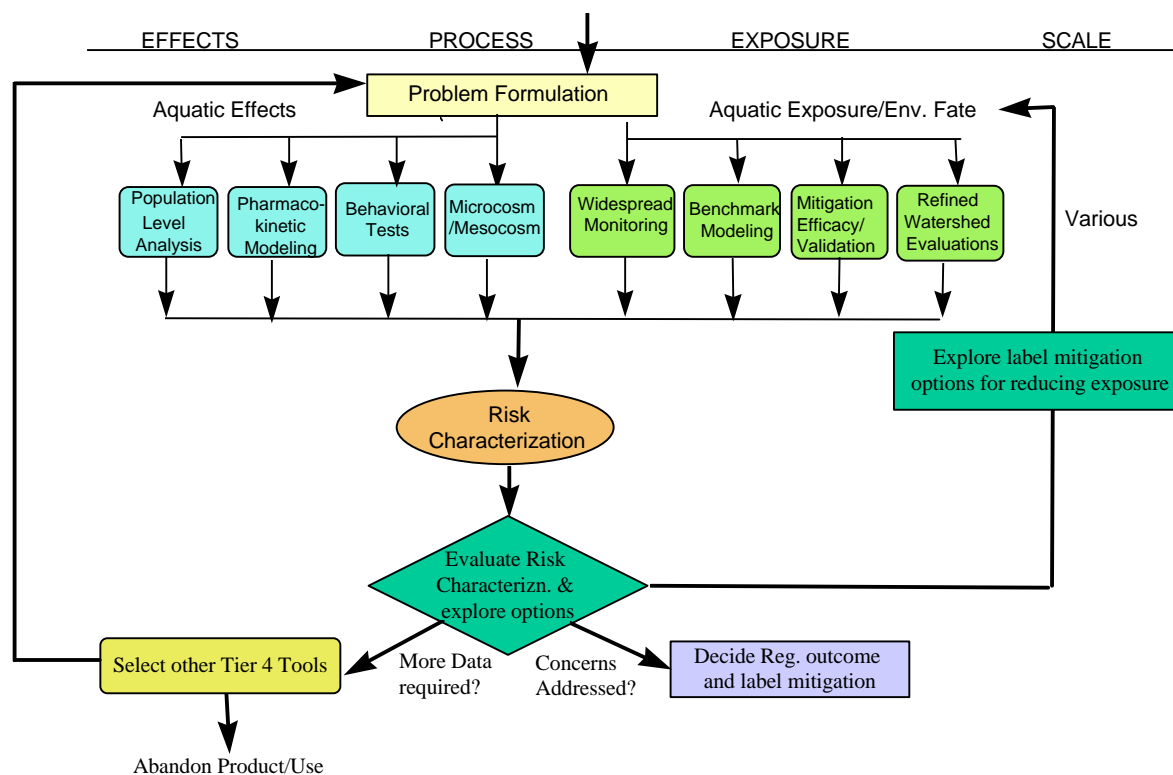 EFFECTS PROCESS EXPOSURE SCALE
Problem Formulation
Aquatic Effects
Aquatic Exposure/Env. Fate
Population
Level
Analysis
Pharmaco-
kinetic
Modeling
Behavioral
Tests
Microcosm
/Mesocosm
Widespread
Monitoring
Benchmark
Modeling
Mitigation
Efficacy/
Validation
Refined
Watershed
Evaluations
Various
Explore label mitigation
options for reducing exposure
Risk
Characterization
Evaluate Risk
Characterizn. &
explore options
Select other Tier 4 Tools
More Data
required?
Concerns
Addressed?
Decide Reg. outcome
and label mitigation
Abandon Product/Use